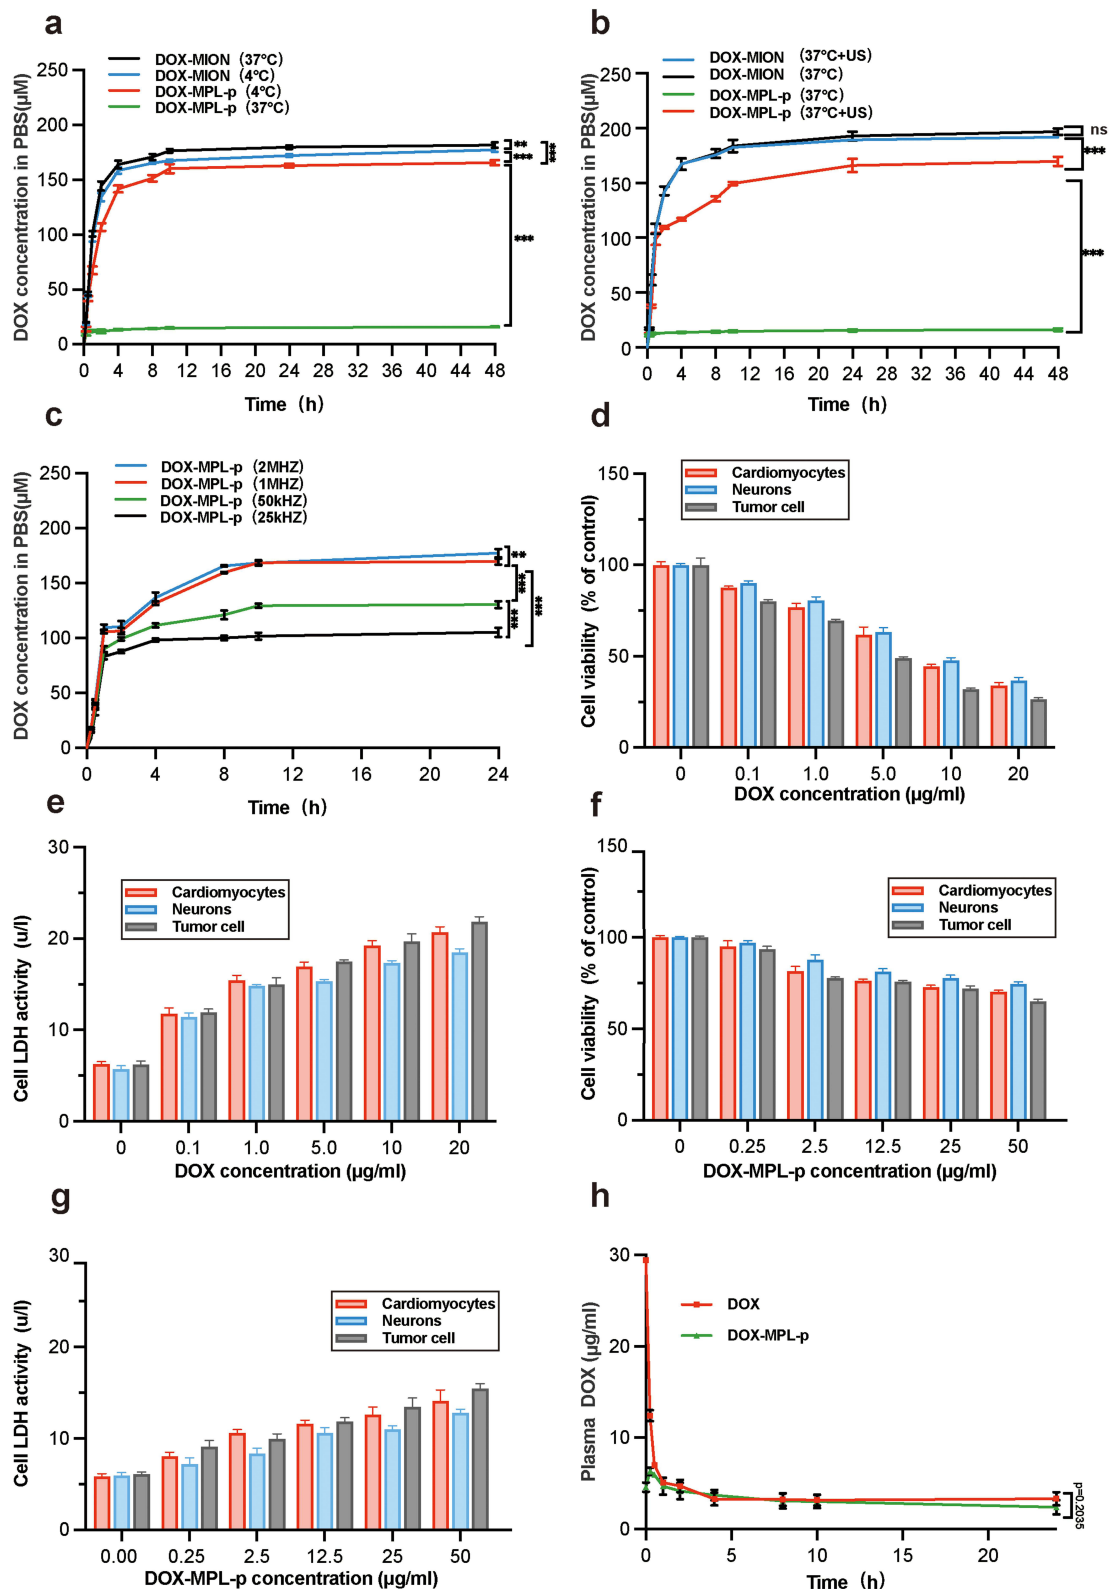 a
DOX-MION (37°C)
DOX-MION (4°C)
DOX-MPL-p (4°C)
DOX-MPL-p (37°C)
DOX concentration in PBS(μM)
250
200
150
100
50
0
0 4 8 12 16 20 24 28 32 36 40 44 48
Time (h)
**
***
***
***
b
DOX-MION (37°C+US)
DOX-MION (37°C)
DOX-MPL-p (37°C)
DOX-MPL-p (37°C+US)
DOX concentration in PBS(μM)
250
200
150
100
50
0
0 4 8 12 16 20 24 28 32 36 40 44 48
Time (h)
ns
***
***
c
DOX-MPL-p (2MHZ)
DOX-MPL-p (1MHZ)
DOX-MPL-p (50kHZ)
DOX-MPL-p (25kHZ)
DOX concentration in PBS(μM)
250
200
150
100
50
0
0 4 8 12 16 20 24
Time (h)
**
***
***
***
d
Cardiomyocytes
Neurons
Tumor cell
Cell viability (% of control)
150
100
50
0
0 0.1 1.0 5.0 10 20
DOX concentration (μg/ml)
e
Cardiomyocytes
Neurons
Tumor cell
Cell LDH activity (u/l)
30
20
10
0
0 0.1 1.0 5.0 10 20
DOX concentration (μg/ml)
f
Cardiomyocytes
Neurons
Tumor cell
Cell viability (% of control)
150
100
50
0
0 0.25 2.5 12.5 25 50
DOX-MPL-p concentration (μg/ml)
g
Cardiomyocytes
Neurons
Tumor cell
Cell LDH activity (u/l)
30
20
10
0
0.00 0.25 2.5 12.5 25 50
DOX-MPL-p concentration (μg/ml)
h
DOX
DOX-MPL-p
Plasma DOX (μg/ml)
30
20
10
0
0 5 10 15 20
Time (h)
p=0.2035